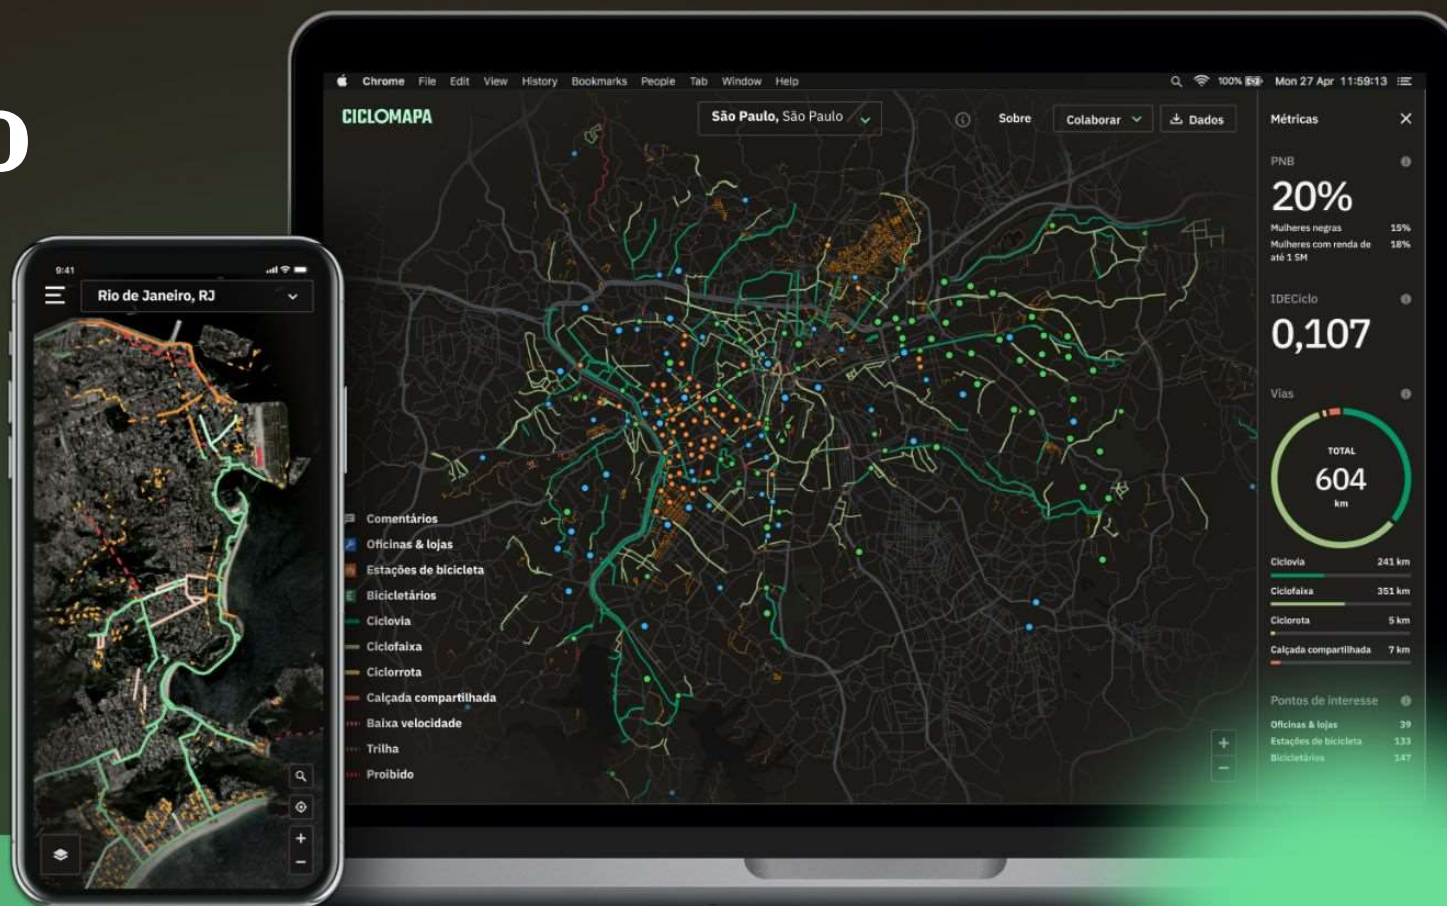 o
9:41
Rio de Janeiro, RJ
Chrome File Edit View History Bookmarks People Tab Window Help
100% Mon 27 Apr 11:59:13
CICLOMAPA
São Paulo, São Paulo
Sobre
Colaborar
Dados
Comentários
Oficinas & lojas
Estações de bicicleta
Bicicletários
Ciclovia
Ciclofaixa
Ciclorrota
Calçada compartilhada
Baixa velocidade
Trilha
Proibido
+
−
+
−
Métricas
PNB
20%
Mulheres negras 15%
Mulheres com renda de 18%
até 1 SM
IDECiclo
0,107
Vias
TOTAL
604
km
Ciclovia 241 km
Ciclofaixa 351 km
Ciclorota 5 km
Calçada compartilhada 7 km
Pontos de interesse
Oficinas & lojas 39
Estações de bicicleta 133
Bicicletários 147